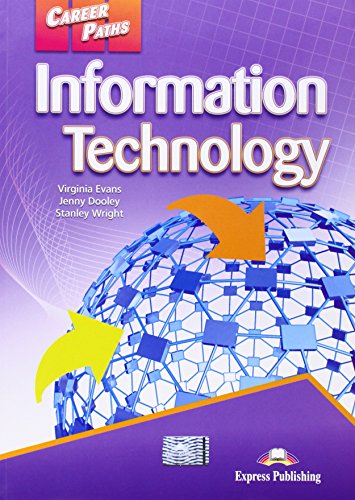 CAREER
PATHS
Information
Technology
Virginia Evans
Jenny Dooley
Stanley Wright
Express Publishing